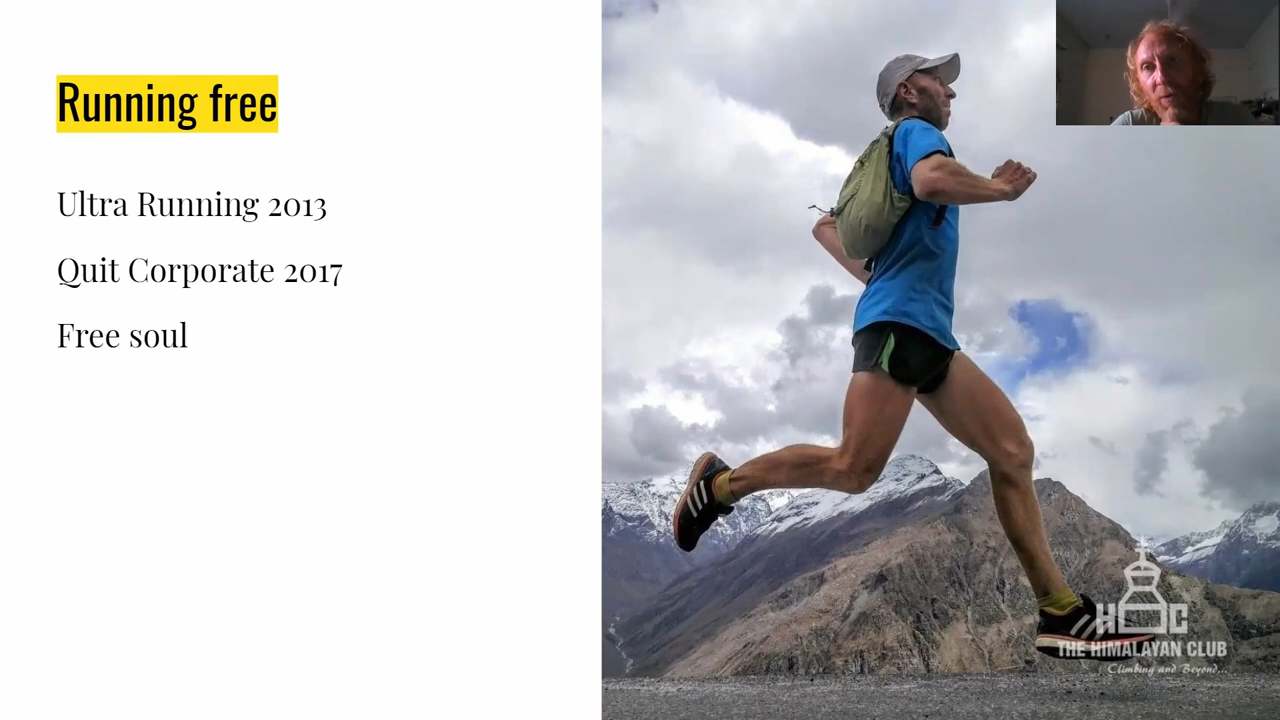 Running free
Ultra Running 2013
Quit Corporate 2017
Free soul
H C
THE HIMALAYAN CLUB
Climbing and Beyond...